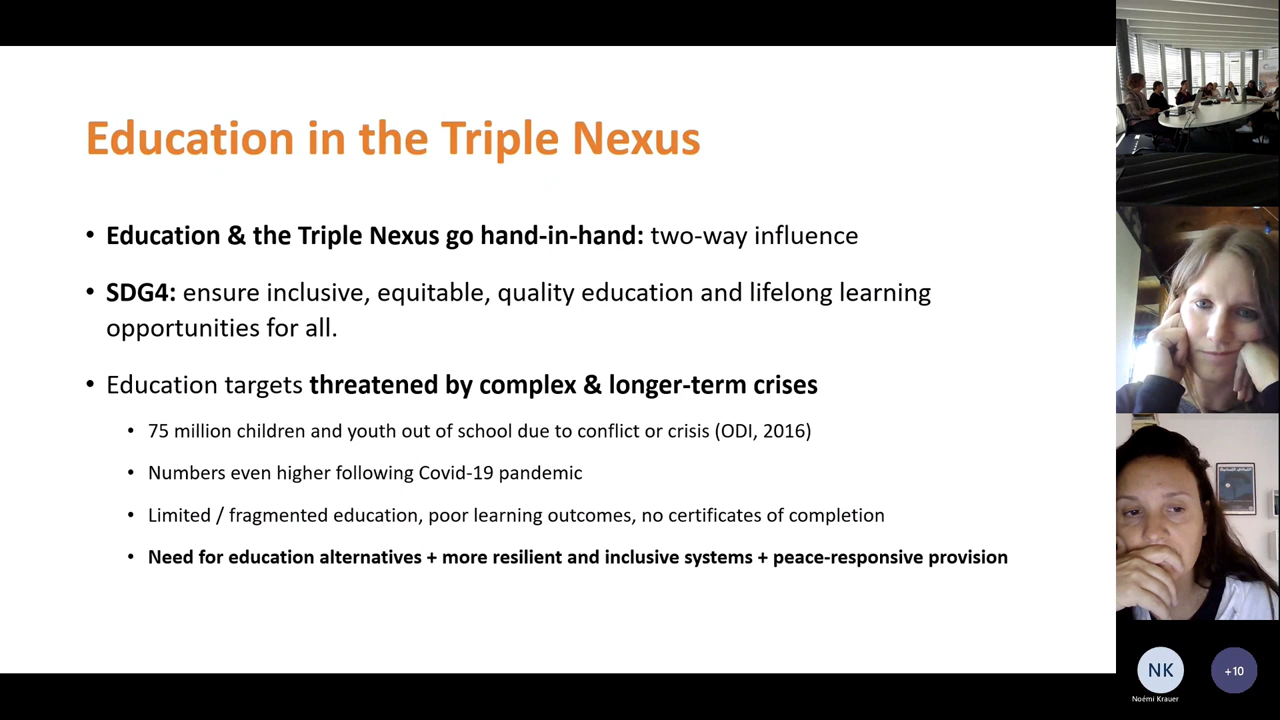 Education in the Triple Nexus
• Education & the Triple Nexus go hand-in-hand: two-way influence
• SDG4: ensure inclusive, equitable, quality education and lifelong learning
opportunities for all.
• Education targets threatened by complex & longer-term crises
• 75 million children and youth out of school due to conflict or crisis (ODI, 2016)
• Numbers even higher following Covid-19 pandemic
• Limited / fragmented education, poor learning outcomes, no certificates of completion
• Need for education alternatives + more resilient and inclusive systems + peace-responsive provision
NK
+10
Noémi Krauer